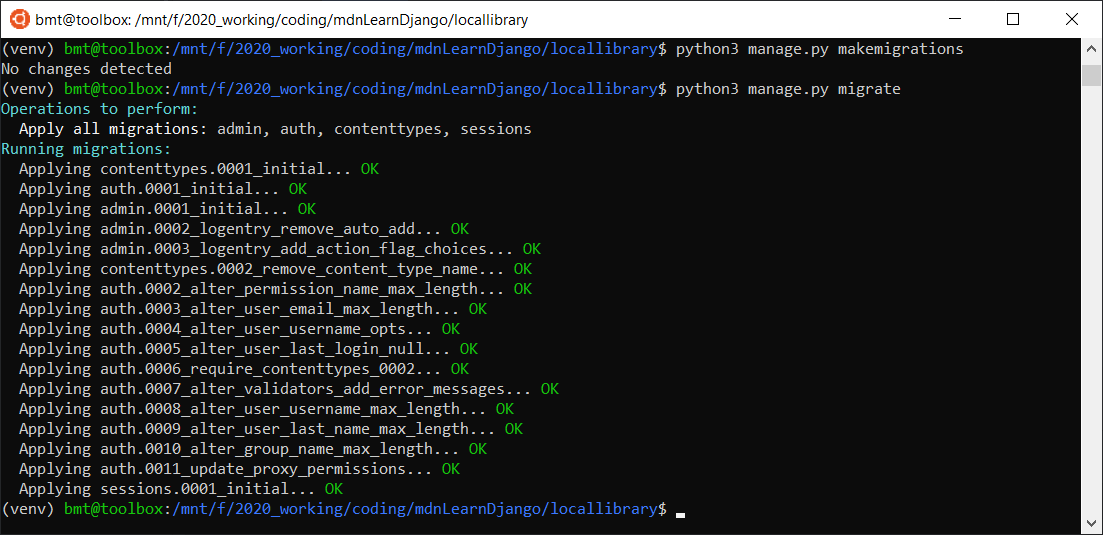 bmt@toolbox: /mnt/f/2020_working/coding/mdnLearnDjango/locallibrary
(venv) bmt@toolbox:/mnt/f/2020_working/coding/mdnLearnDjango/locallibrary$ python3 manage.py makemigrations
No changes detected
(venv) bmt@toolbox:/mnt/f/2020_working/coding/mdnLearnDjango/locallibrary$ python3 manage.py migrate
Operations to perform:
  Apply all migrations: admin, auth, contenttypes, sessions
Running migrations:
  Applying contenttypes.0001_initial... OK
  Applying auth.0001_initial... OK
  Applying admin.0001_initial... OK
  Applying admin.0002_logentry_remove_auto_add... OK
  Applying admin.0003_logentry_add_action_flag_choices... OK
  Applying contenttypes.0002_remove_content_type_name... OK
  Applying auth.0002_alter_permission_name_max_length... OK
  Applying auth.0003_alter_user_email_max_length... OK
  Applying auth.0004_alter_user_username_opts... OK
  Applying auth.0005_alter_user_last_login_null... OK
  Applying auth.0006_require_contenttypes_0002... OK
  Applying auth.0007_alter_validators_add_error_messages... OK
  Applying auth.0008_alter_user_username_max_length... OK
  Applying auth.0009_alter_user_last_name_max_length... OK
  Applying auth.0010_alter_group_name_max_length... OK
  Applying auth.0011_update_proxy_permissions... OK
  Applying sessions.0001_initial... OK
(venv) bmt@toolbox:/mnt/f/2020_working/coding/mdnLearnDjango/locallibrary$